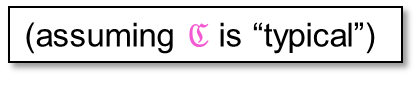 (assuming ℭ is “typical”)